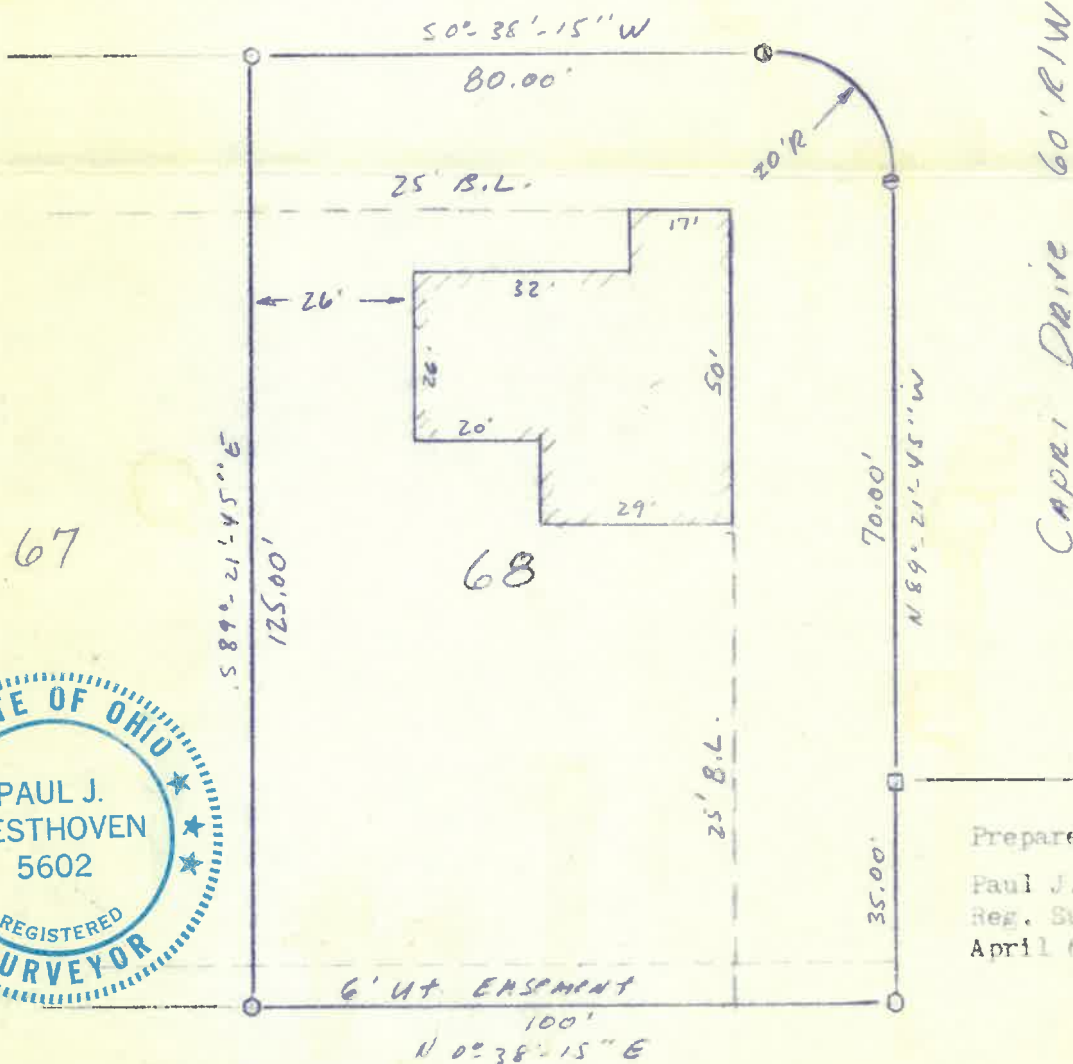 S 0°-38'-15" W
80.00'
20'R
60' R/W
CAPRI DRIVE
25' B.L.
17'
32'
26'
26'
50'
20'
29'
68
67
S 89°-21'-45" E
125.00'
70.00'
N 89°-21'-45" W
25' B.L.
35.00'
6' Ut. EASEMENT
100'
N 0°-38'-15" E
TE OF OHIO
PAUL J.
ESTHOVEN
5602
REGISTERED
URVEYOR
Prepare
Paul J.
Reg. Su
April